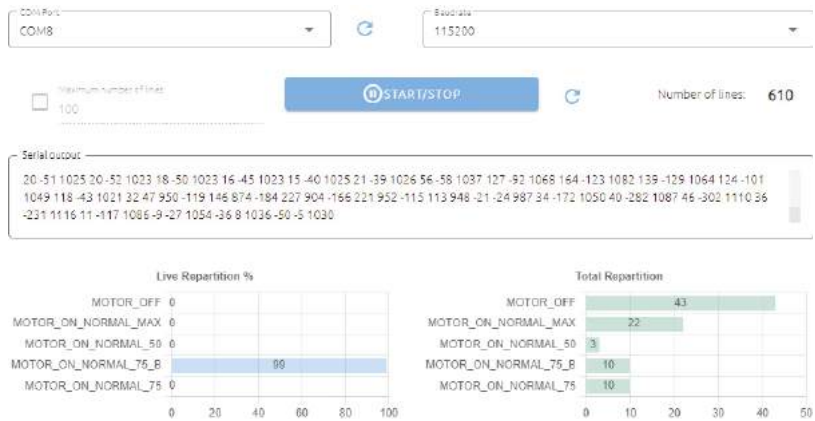 COM Port
COM8
Baudrate
115200
Maximum number of lines
100
START/STOP
Number of lines: 610
Serial output
20 -51 1025 20 -52 1023 18 -50 1023 16 -45 1023 15 -40 1025 21 -39 1026 56 -58 1037 127 -92 1068 164 -123 1082 139 -129 1064 124 -101
1049 118 -43 1021 32 47 950 -119 146 874 -184 227 904 -166 221 952 -115 113 948 -21 -24 987 34 -172 1050 40 -282 1087 46 -302 1110 36
-231 1116 11 -117 1086 -9 -27 1054 -36 8 1036 -50 -5 1030
Live Repartition %
MOTOR_OFF 0
MOTOR_ON_NORMAL_MAX 0
MOTOR_ON_NORMAL_50 0
MOTOR_ON_NORMAL_75_B 99
MOTOR_ON_NORMAL_75 0
0 20 40 60 80 100
Total Repartition
MOTOR_OFF 43
MOTOR_ON_NORMAL_MAX 22
MOTOR_ON_NORMAL_50 3
MOTOR_ON_NORMAL_75_B 10
MOTOR_ON_NORMAL_75 10
0 10 20 30 40 50